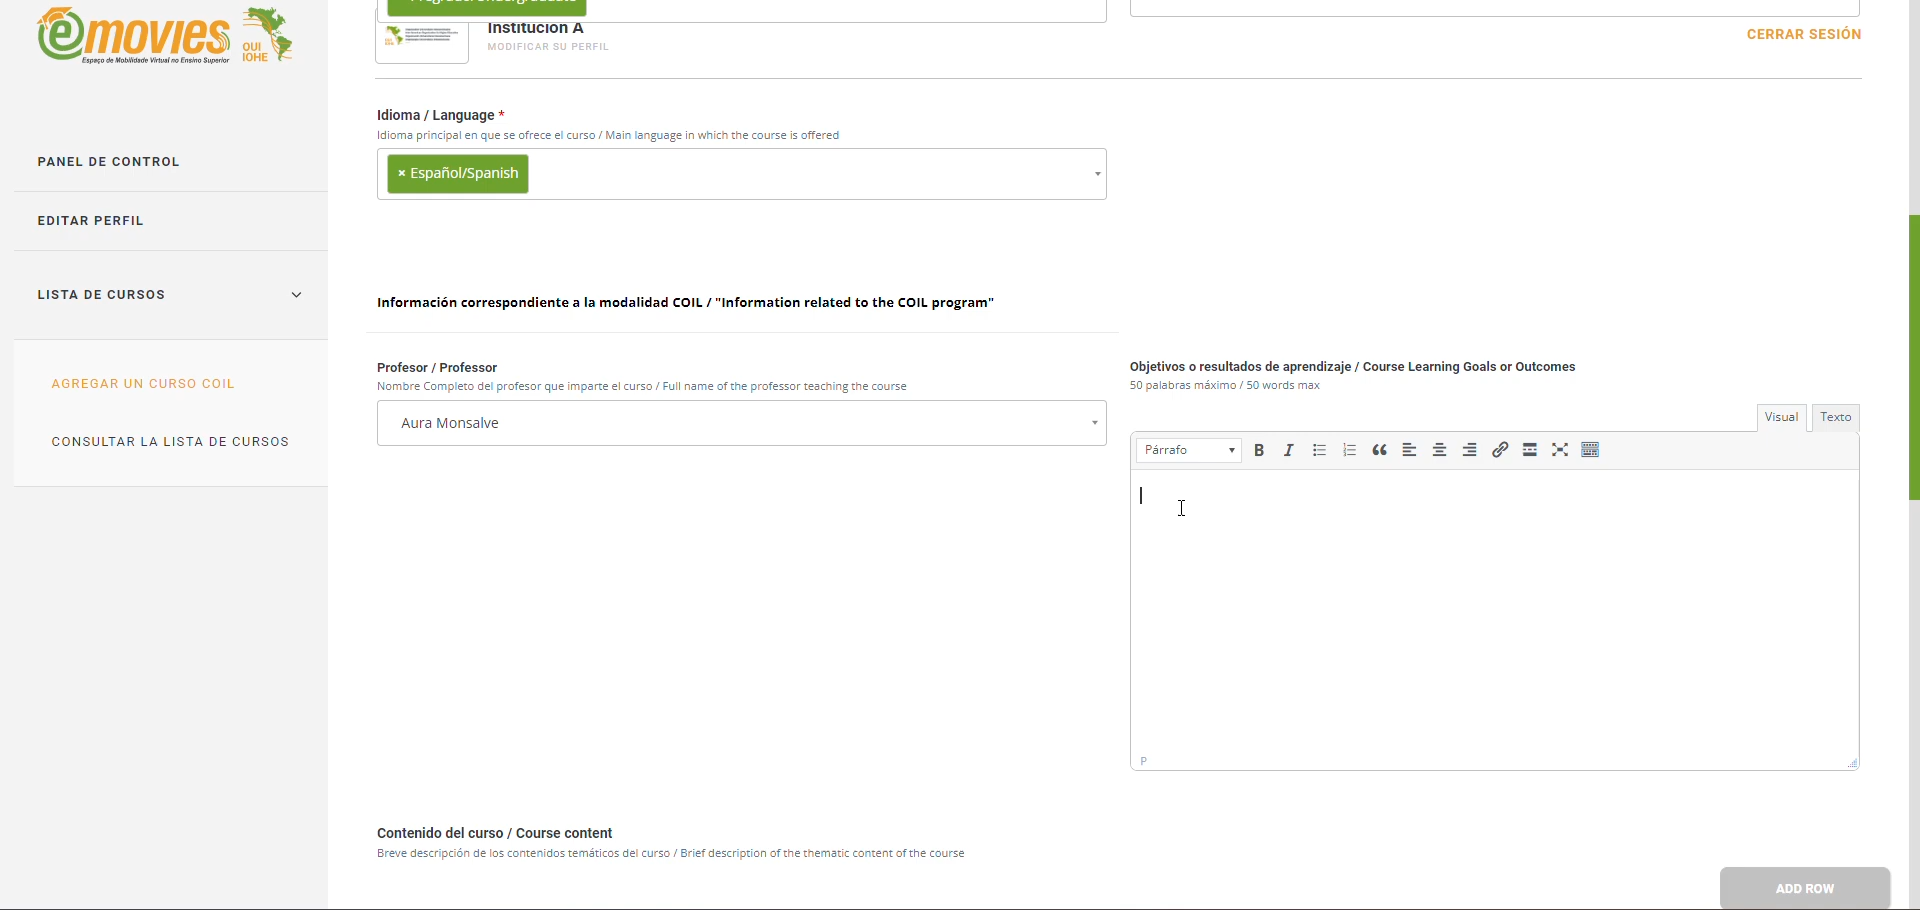 emovies
OUI
IOHE
Espaço de Mobilidade Virtual no Ensino Superior
Pregrado/Undergraduate
Institución A
MODIFICAR SU PERFIL
CERRAR SESIÓN
PANEL DE CONTROL
EDITAR PERFIL
LISTA DE CURSOS
AGREGAR UN CURSO COIL
CONSULTAR LA LISTA DE CURSOS
Idioma / Language *
Idioma principal en que se ofrece el curso / Main language in which the course is offered
× Español/Spanish
Información correspondiente a la modalidad COIL / "Information related to the COIL program"
Profesor / Professor
Nombre Completo del profesor que imparte el curso / Full name of the professor teaching the course
Aura Monsalve
Objetivos o resultados de aprendizaje / Course Learning Goals or Outcomes
50 palabras máximo / 50 words max
Visual Texto
Párrafo
P
Contenido del curso / Course content
Breve descripción de los contenidos temáticos del curso / Brief description of the thematic content of the course
ADD ROW